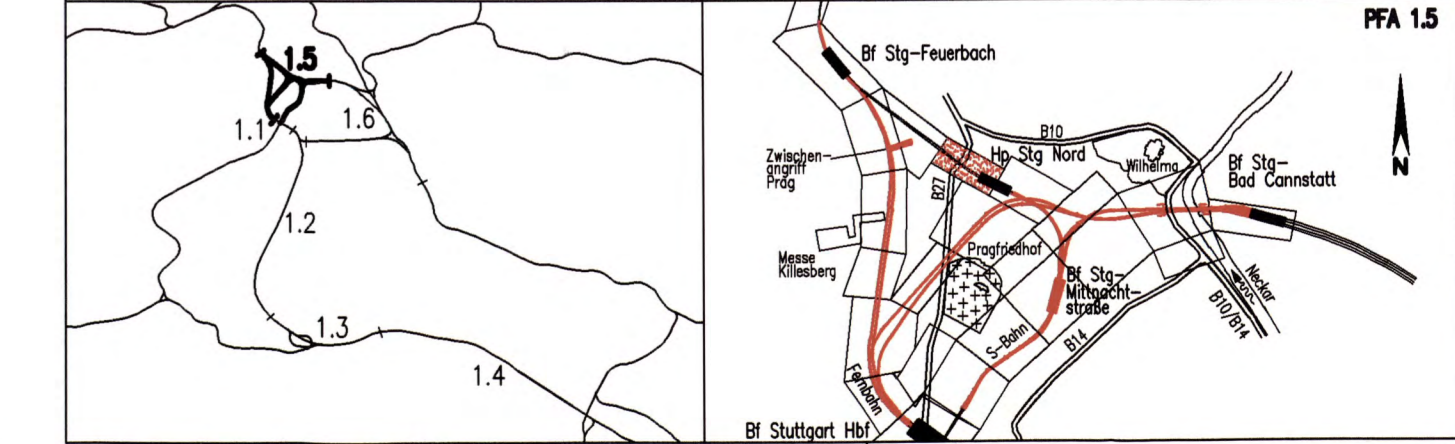 1.5
1.1
1.6
1.2
1.3
1.4
PFA 1.5
Bf Stg-Feuerbach
B10
Zwischen-
angriff
Prag
Hp Stg Nord
Wilhelma
Bf Stg-
Bad Cannstatt
B27
N
Messe
Killesberg
Pragfriedhof
Bf Stg-
Mittnacht-
straße
Neckar
B10/B14
S-Bahn
B14
Fernbahn
Bf Stuttgart Hbf